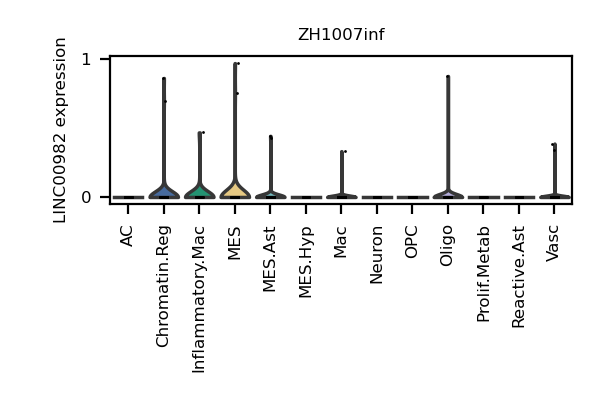 ZH1007inf
LINC00982 expression
1
0
AC
Chromatin.Reg
Inflammatory.Mac
MES
MES.Ast
MES.Hyp
Mac
Neuron
OPC
Oligo
Prolif.Metab
Reactive.Ast
Vasc